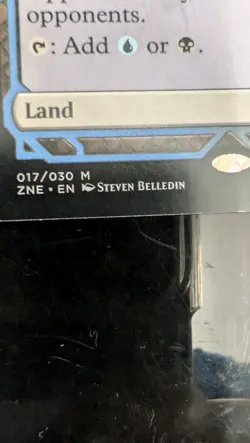 opponents.
: Add or .
Land
017/030 M
ZNE • EN STEVEN BELLEDIN